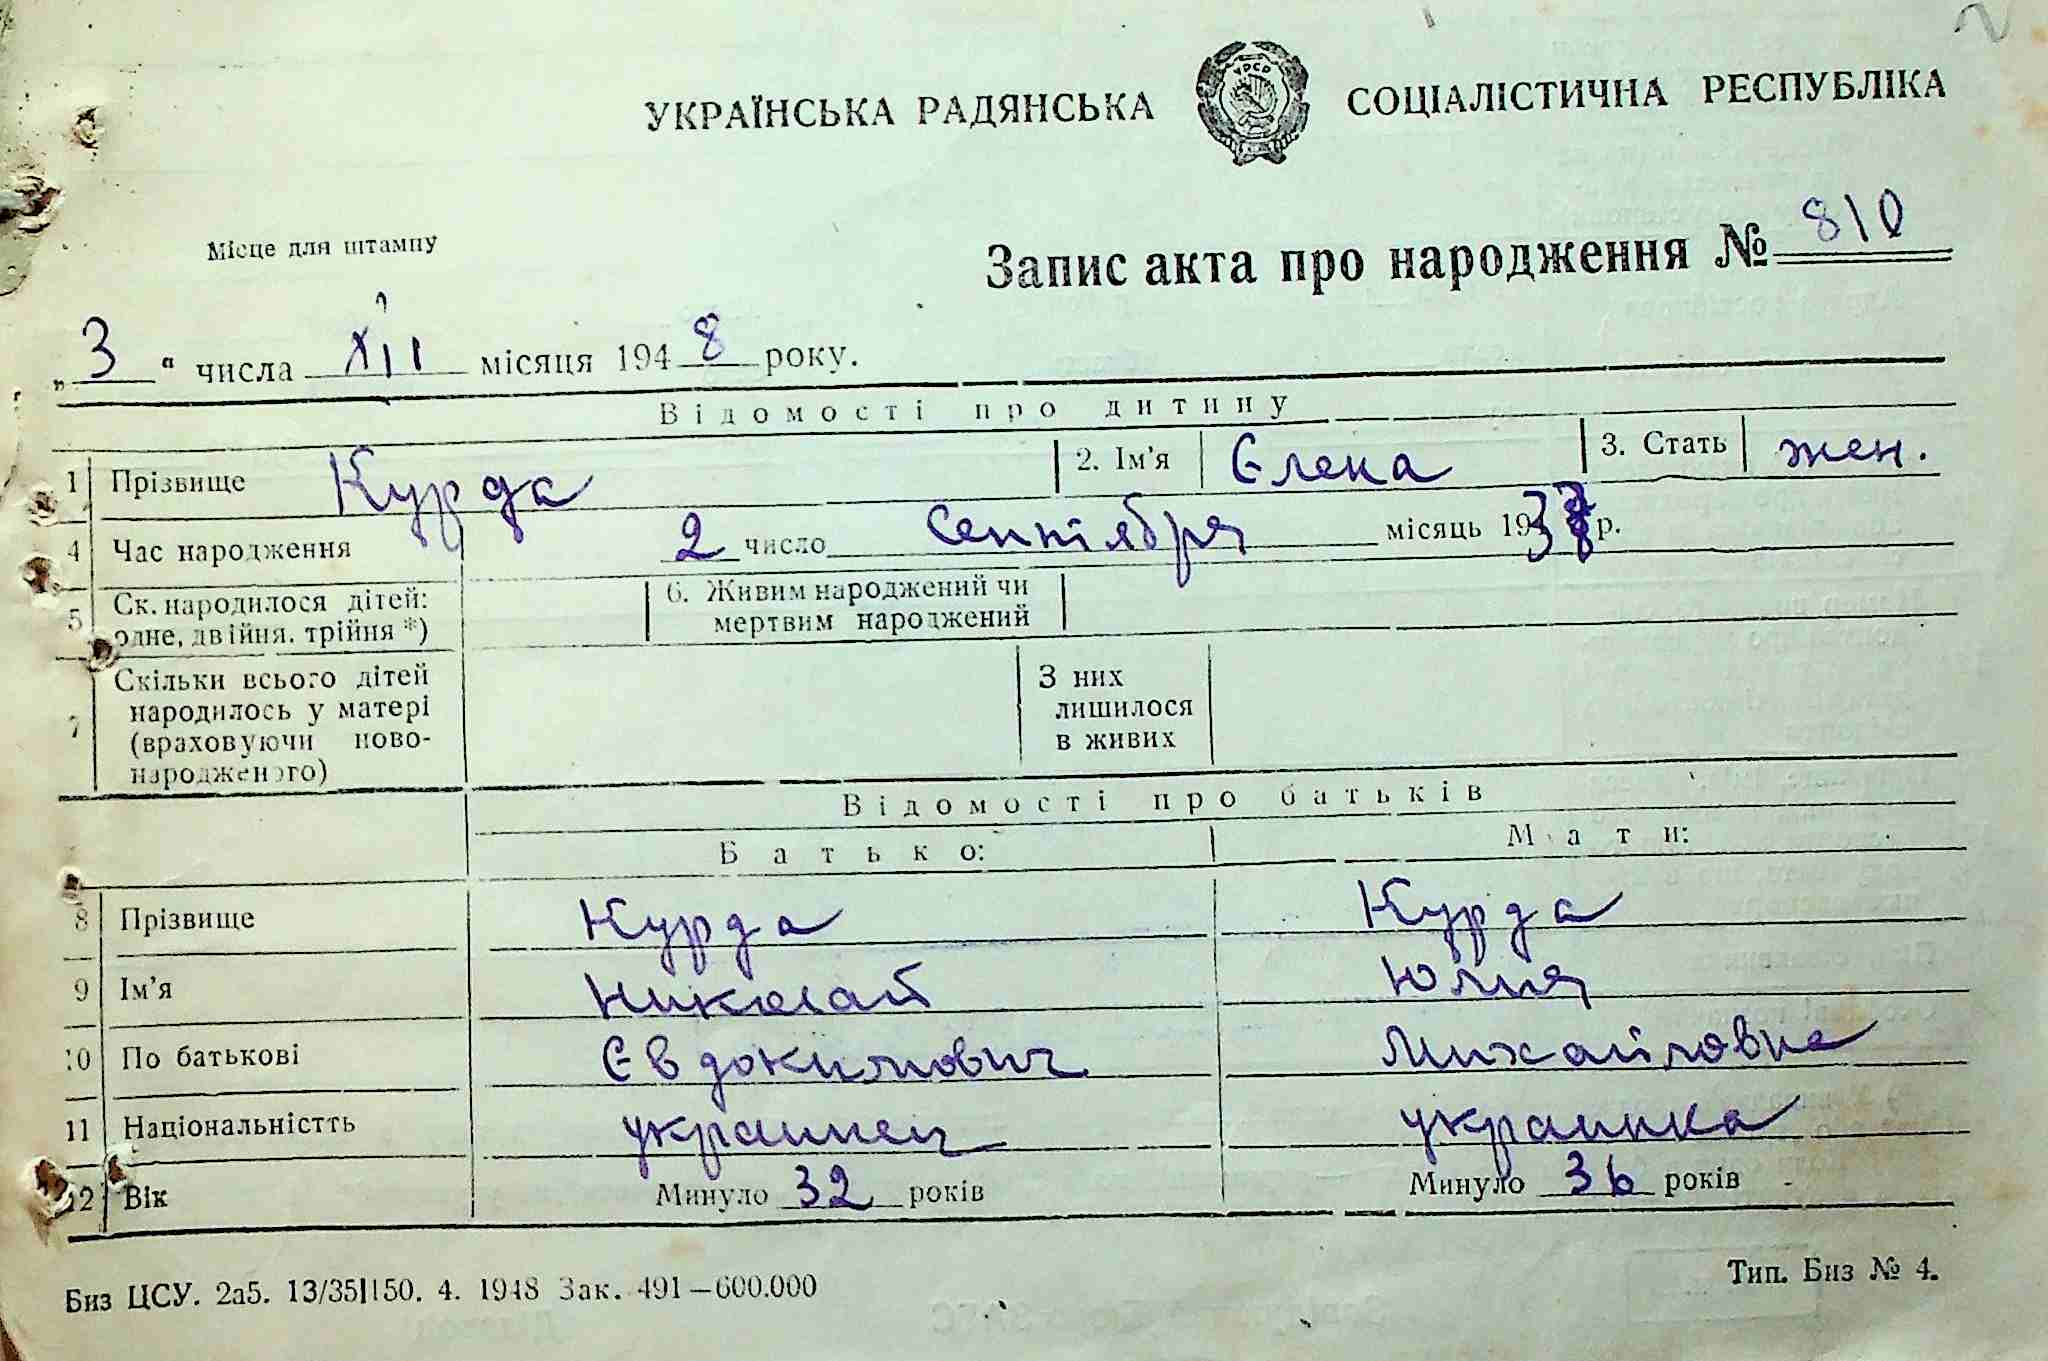 УКРАЇНСЬКА РАДЯНСЬКА СОЦІАЛІСТИЧНА РЕСПУБЛІКА
УРСР
Місце для штампу
Запис акта про народження № 810
„3“ числа XII місяця 1948 року.
Відомості про дитину
1 Прізвище Курда 2. Ім'я Єлена 3. Стать жен.
4 Час народження 2 число Сентября місяць 193 р.
5 Ск. народилося дітей: одне, двійня. трійня *) 6. Живим народжений чи мертвим народжений
7 Скільки всього дітей народилось у матері (враховуючи ново-народженого) З них лишилося в живих
Відомості про батьків
Батько: Мати:
8 Прізвище Курда Курда
9 Ім'я Николай Юлия
10 По батькові Євдокимович Михайловна
11 Національністть украинец украинка
12 Вік Минуло 32 років Минуло 36 років
Биз ЦСУ. 2а5. 13/35|150. 4. 1948 Зак. 491—600.000 Тип. Биз № 4.